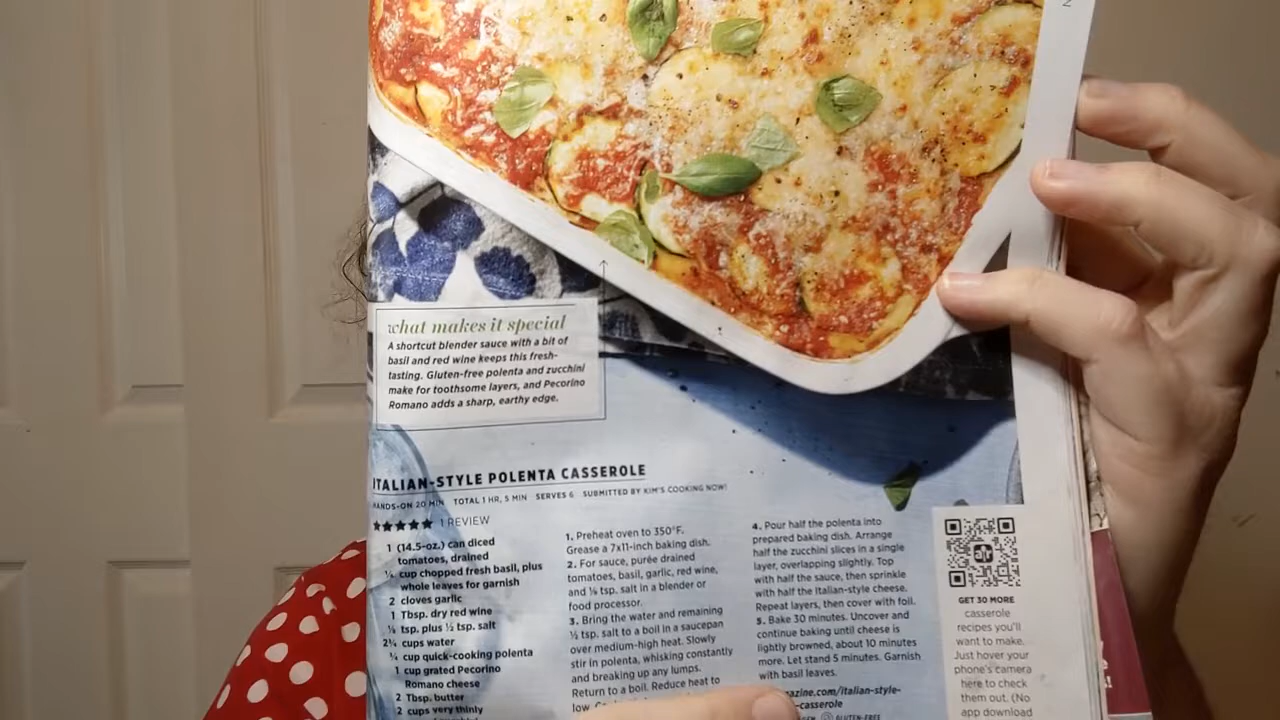 what makes it special
A shortcut blender sauce with a bit of
basil and red wine keeps this fresh-
tasting. Gluten-free polenta and zucchini
make for toothsome layers, and Pecorino
Romano adds a sharp, earthy edge.
ITALIAN-STYLE POLENTA CASSEROLE
HANDS-ON 20 MIN TOTAL 1 HR, 5 MIN SERVES 6 SUBMITTED BY KIM'S COOKING NOW!
1 REVIEW
1 (14.5-oz.) can diced
tomatoes, drained
cup chopped fresh basil, plus
whole leaves for garnish
2 cloves garlic
1 Tbsp. dry red wine
⅛ tsp. plus ½ tsp. salt
2¼ cups water
cup quick-cooking polenta
1 cup grated Pecorino
Romano cheese
2 Tbsp. butter
2 cups very thinly
1. Preheat oven to 350°F.
Grease a 7x11-inch baking dish.
2. For sauce, purée drained
tomatoes, basil, garlic, red wine,
and ⅛ tsp. salt in a blender or
food processor.
3. Bring the water and remaining
½ tsp. salt to a boil in a saucepan
over medium-high heat. Slowly
stir in polenta, whisking constantly
and breaking up any lumps.
Return to a boil. Reduce heat to
low.
4. Pour half the polenta into
prepared baking dish. Arrange
half the zucchini slices in a single
layer, overlapping slightly. Top
with half the sauce, then sprinkle
with half the Italian-style cheese.
Repeat layers, then cover with foil.
5. Bake 30 minutes. Uncover and
continue baking until cheese is
lightly browned, about 10 minutes
more. Let stand 5 minutes. Garnish
with basil leaves.
azine.com/italian-style-
-casserole
GLUTEN-FREE
ar
GET 30 MORE
casserole
recipes you'll
want to make.
Just hover your
phone's camera
here to check
them out. (No
app download